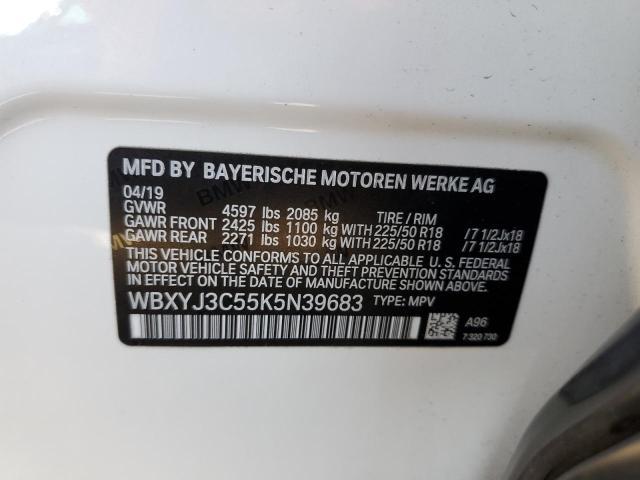 MFD BY BAYERISCHE MOTOREN WERKE AG
04/19
GVWR 4597 lbs 2085 kg TIRE / RIM
GAWR FRONT 2425 lbs 1100 kg WITH 225/50 R18 /7 1/2Jx18
GAWR REAR 2271 lbs 1030 kg WITH 225/50 R18 /7 1/2Jx18
THIS VEHICLE CONFORMS TO ALL APPLICABLE U.S. FEDERAL
MOTOR VEHICLE SAFETY, BUMPER, AND THEFT PREVENTION STANDARDS
IN EFFECT ON THE DATE OF MANUFACTURE SHOWN ABOVE.
WBXYJ3C55K5N39683 TYPE: MPV
A96
7 320 730